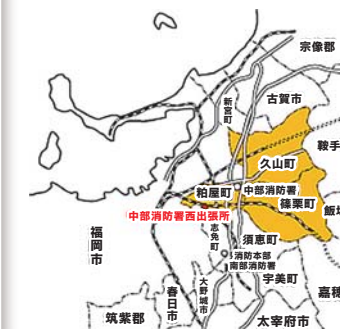 宗像郡
古賀市
新宮町
鞍手
久山町
粕屋町
中部消防署
篠栗町
飯塚
中部消防署西出張所
志免町
福岡市
須恵町
消防本部
南部消防署
宇美町
嘉穂
大野城市
春日市
筑紫郡
太宰府市